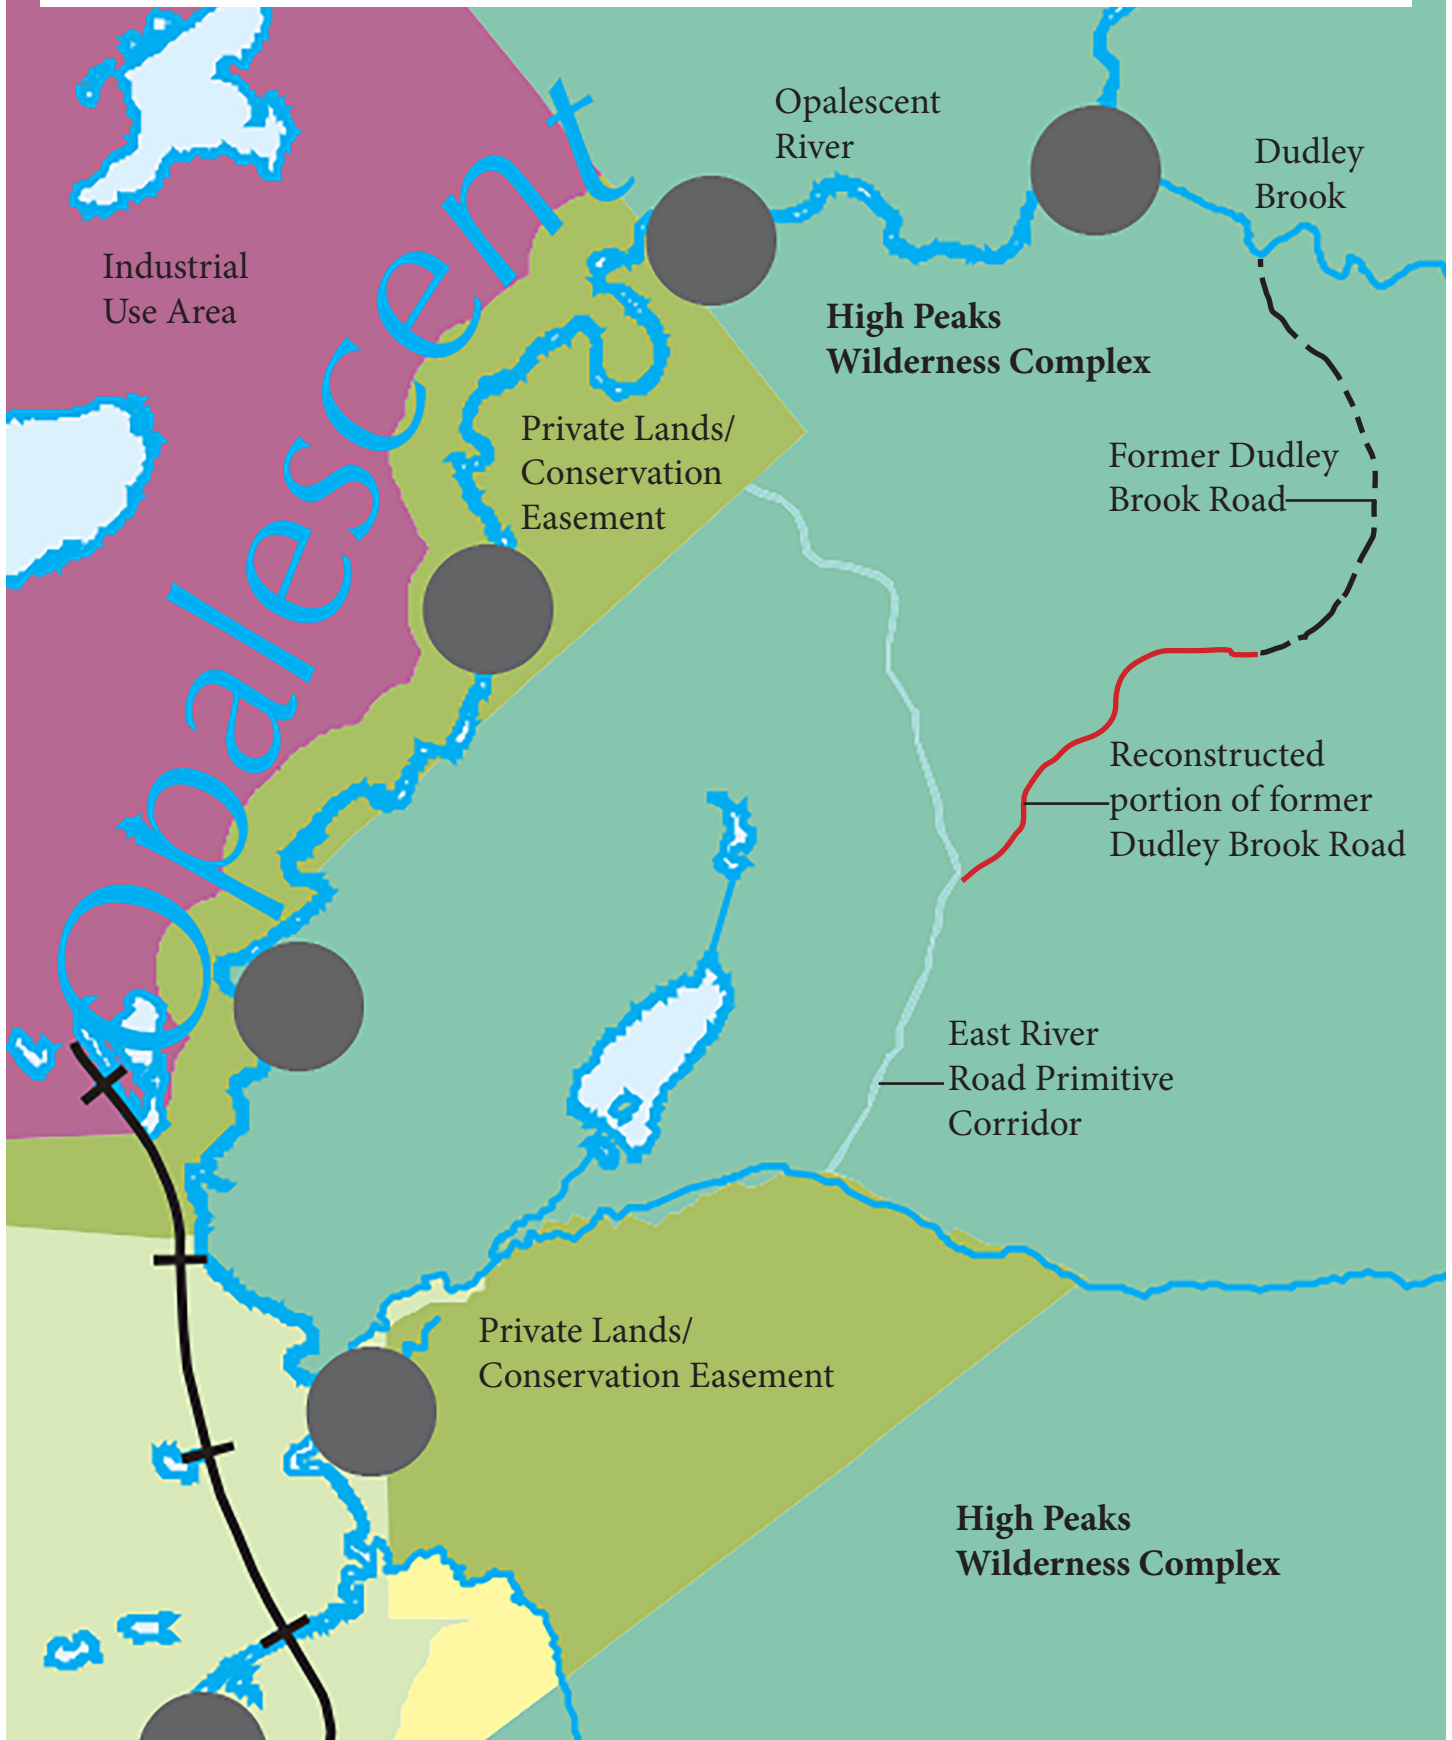 Opalescent
River
Dudley
Brook
Industrial
Use Area
Opalescent
High Peaks
Wilderness Complex
Private Lands/
Conservation
Easement
Former Dudley
Brook Road
Reconstructed
portion of former
Dudley Brook Road
East River
Road Primitive
Corridor
Private Lands/
Conservation Easement
High Peaks
Wilderness Complex